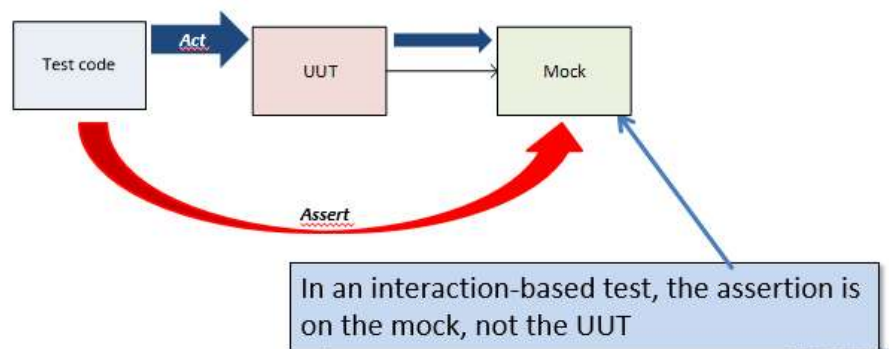 Act
Test code
UUT
Mock
Assert
In an interaction-based test, the assertion is
on the mock, not the UUT